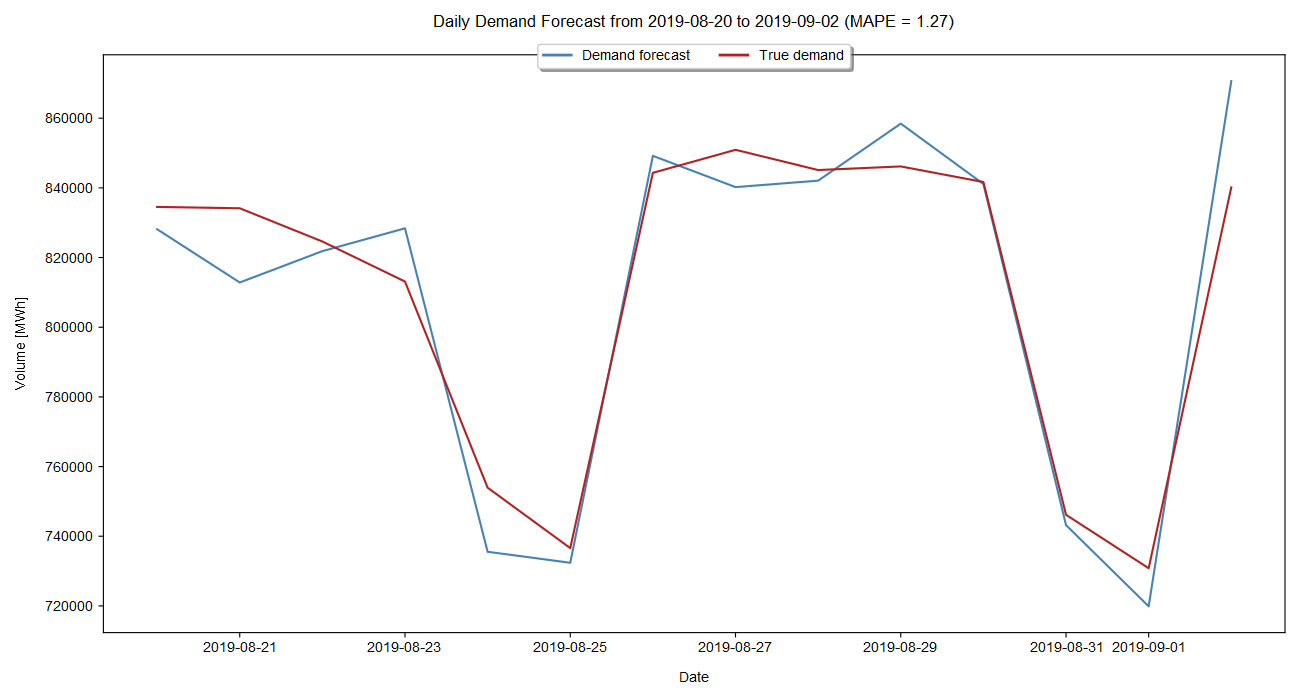 Daily Demand Forecast from 2019-08-20 to 2019-09-02 (MAPE = 1.27)
Demand forecast True demand
860000
840000
820000
800000
780000
760000
740000
720000
Volume [MWh]
2019-08-21 2019-08-23 2019-08-25 2019-08-27 2019-08-29 2019-08-31 2019-09-01
Date